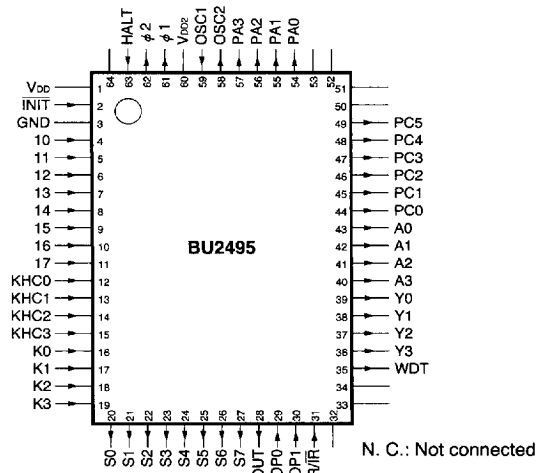 HALT
φ2
φ1
VDD2
OSC1
OSC2
PA3
PA2
PA1
PA0
64 63 62 61 60 59 58 57 56 55 54 53 52
VDD 1
INIT 2
GND 3
10 4
11 5
12 6
13 7
14 8
15 9
16 10
17 11
KHC0 12
KHC1 13
KHC2 14
KHC3 15
K0 16
K1 17
K2 18
K3 19
BU2495
51
50
49 PC5
48 PC4
47 PC3
46 PC2
45 PC1
44 PC0
43 A0
42 A1
41 A2
40 A3
39 Y0
38 Y1
37 Y2
36 Y3
35 WDT
34
33
20 21 22 23 24 25 26 27 28 29 30 31 32
S0
S1
S2
S3
S4
S5
S6
S7
OUT
OP0
OP1
R/IR
N. C.: Not connected